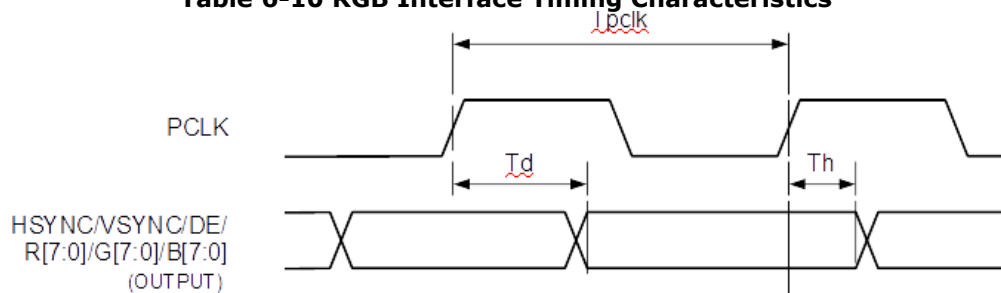 Table 6-10 RGB Interface Timing Characteristics
Tpclk
PCLK
Td
Th
HSYNC/VSYNC/DE/
R[7:0]/G[7:0]/B[7:0]
(OUTPUT)